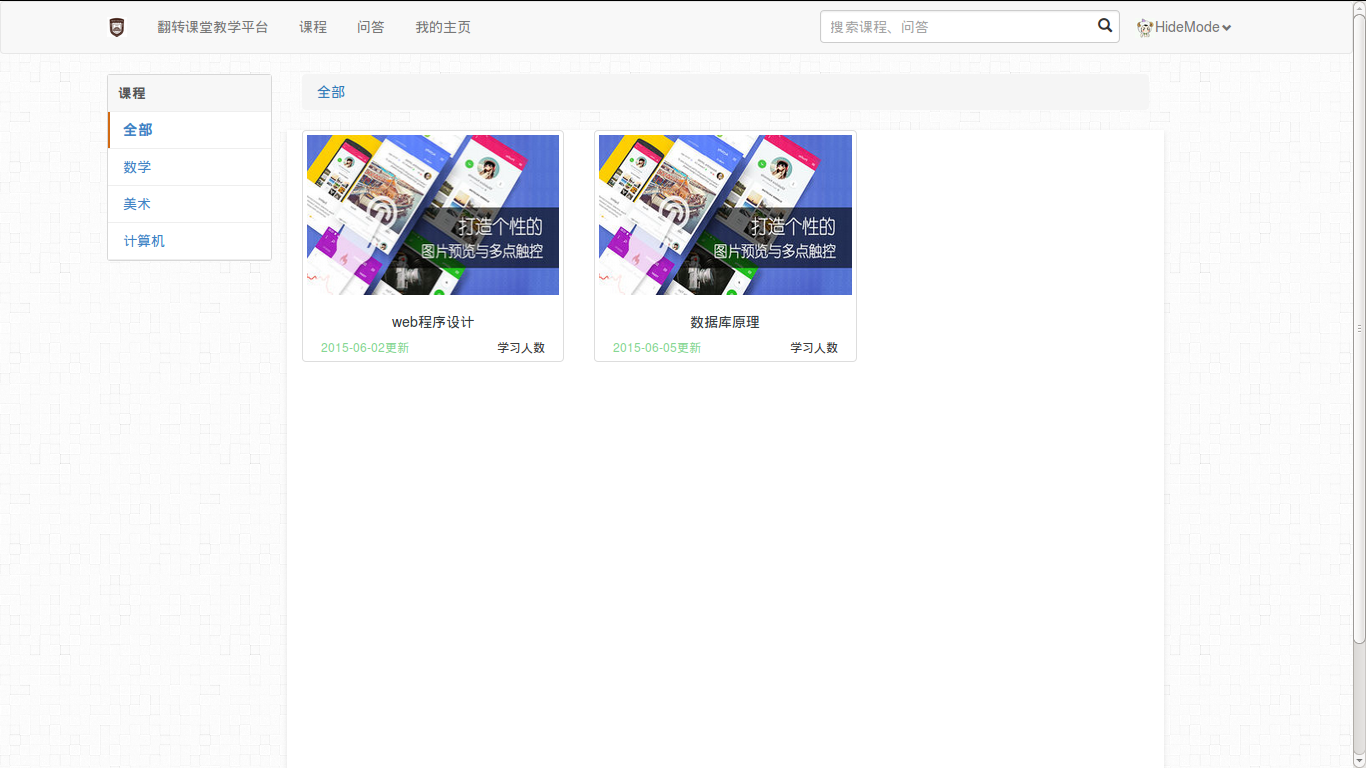 翻转课堂教学平台 课程 问答 我的主页 搜索课程、问答 HideMode
课程
全部
数学
美术
计算机
全部
打造个性的
图片预览与多点触控
web程序设计
2015-06-02更新 学习人数
打造个性的
图片预览与多点触控
数据库原理
2015-06-05更新 学习人数